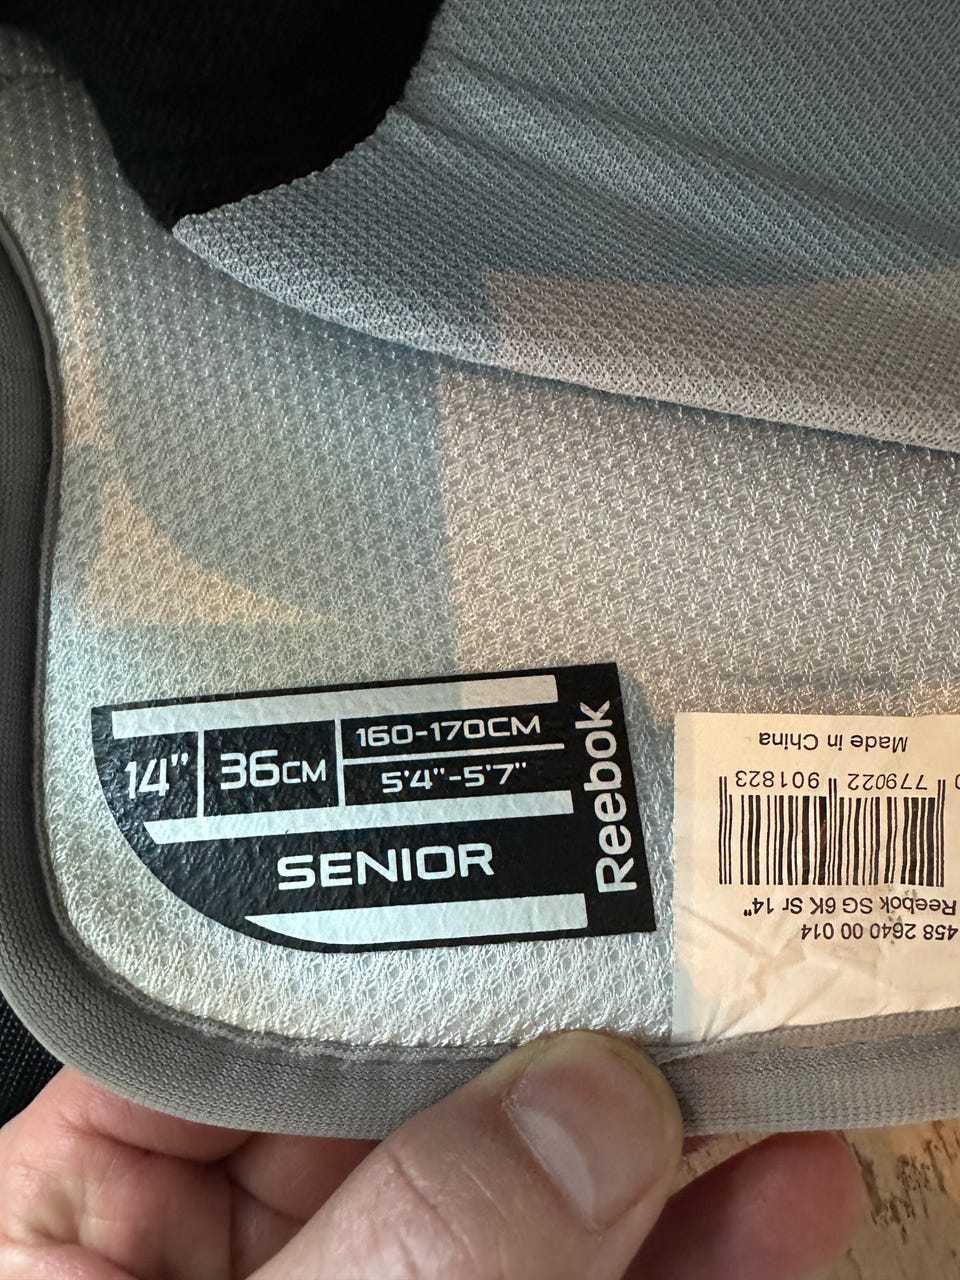 14"
36CM
160-170CM
5'4"-5'7"
SENIOR
Reebok
458 2640 00 014
Reebok SG 6K Sr 14"
779022 901823
Made in China